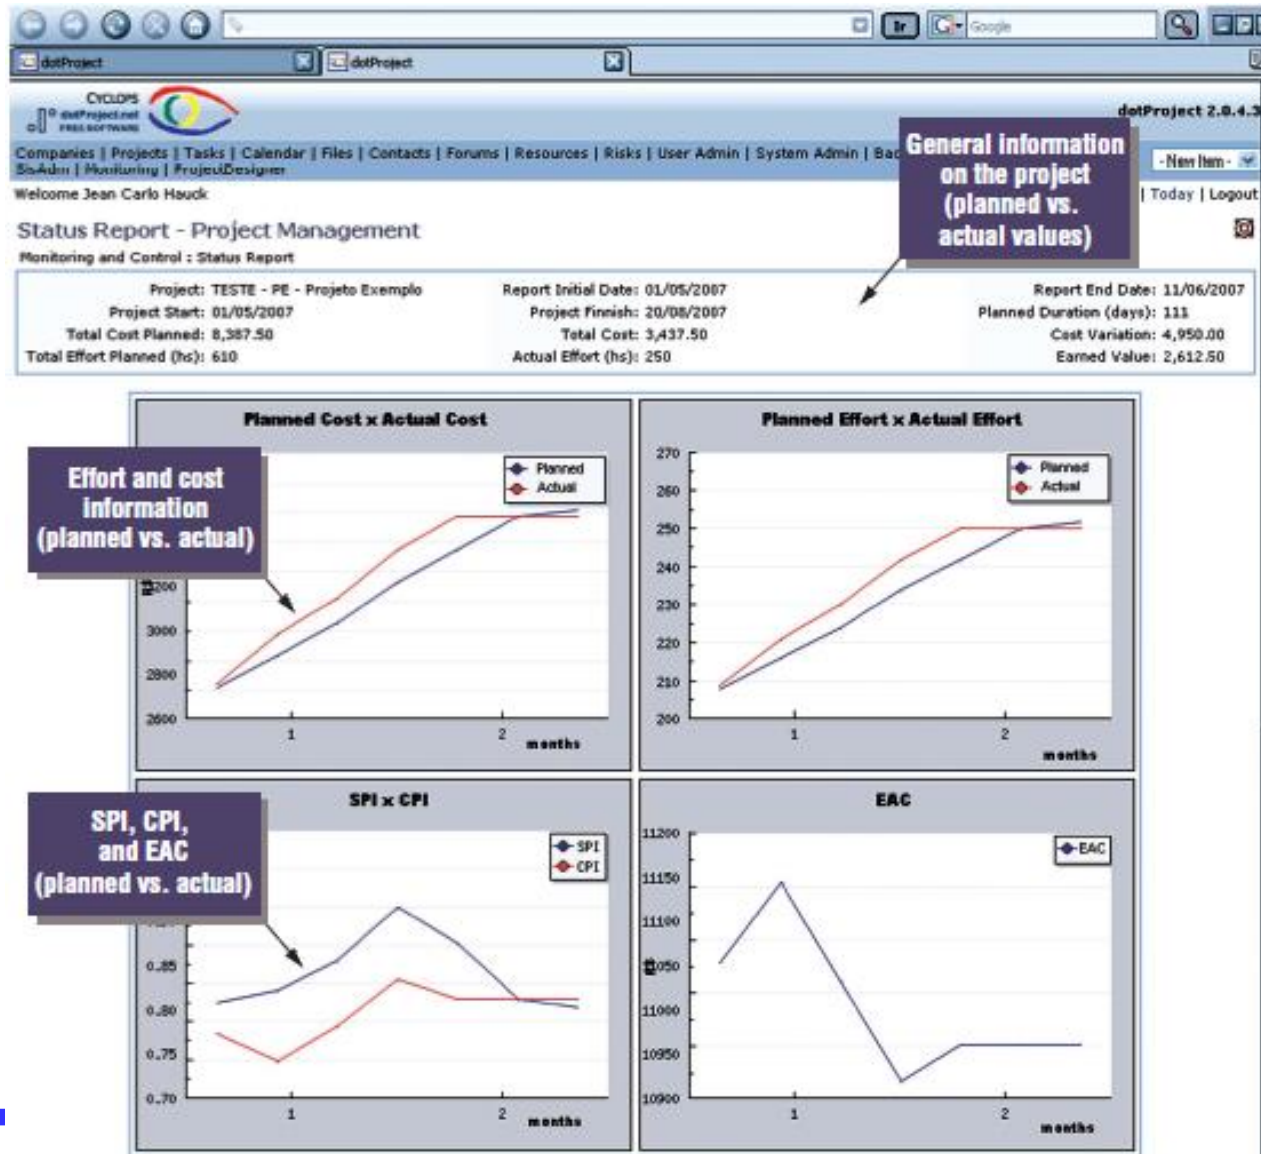 Google
dotProject
dotProject
CYCLOPS
dotProject.net
FREE SOFTWARE
dotProject 2.0.4.3
Companies | Projects | Tasks | Calendar | Files | Contacts | Forums | Resources | Risks | User Admin | System Admin |
SisAdm | Monitoring | ProjectDesigner
- New Item -
Welcome Jean Carlo Hauck
| Today | Logout
General information
on the project
(planned vs.
actual values)
Status Report - Project Management
Monitoring and Control : Status Report
Project: TESTE - PE - Projeto Exemplo
Report Initial Date: 01/05/2007
Report End Date: 11/06/2007
Project Start: 01/05/2007
Project Finnish: 20/08/2007
Planned Duration (days): 111
Total Cost Planned: 8,387.50
Total Cost: 3,437.50
Cost Variation: 4,950.00
Total Effort Planned (hs): 610
Actual Effort (hs): 250
Earned Value: 2,612.50
Planned Cost x Actual Cost
Planned
Actual
Effort and cost
information
(planned vs. actual)
3000
2800
2600
1
2
months
Planned Effort x Actual Effort
Planned
Actual
270
260
250
240
230
220
210
200
1
2
months
SPI x CPI
SPI
CPI
SPI, CPI,
and EAC
(planned vs. actual)
0.85
0.80
0.75
0.70
1
2
months
EAC
EAC
11200
11150
11100
11050
11000
10950
10900
1
2
months